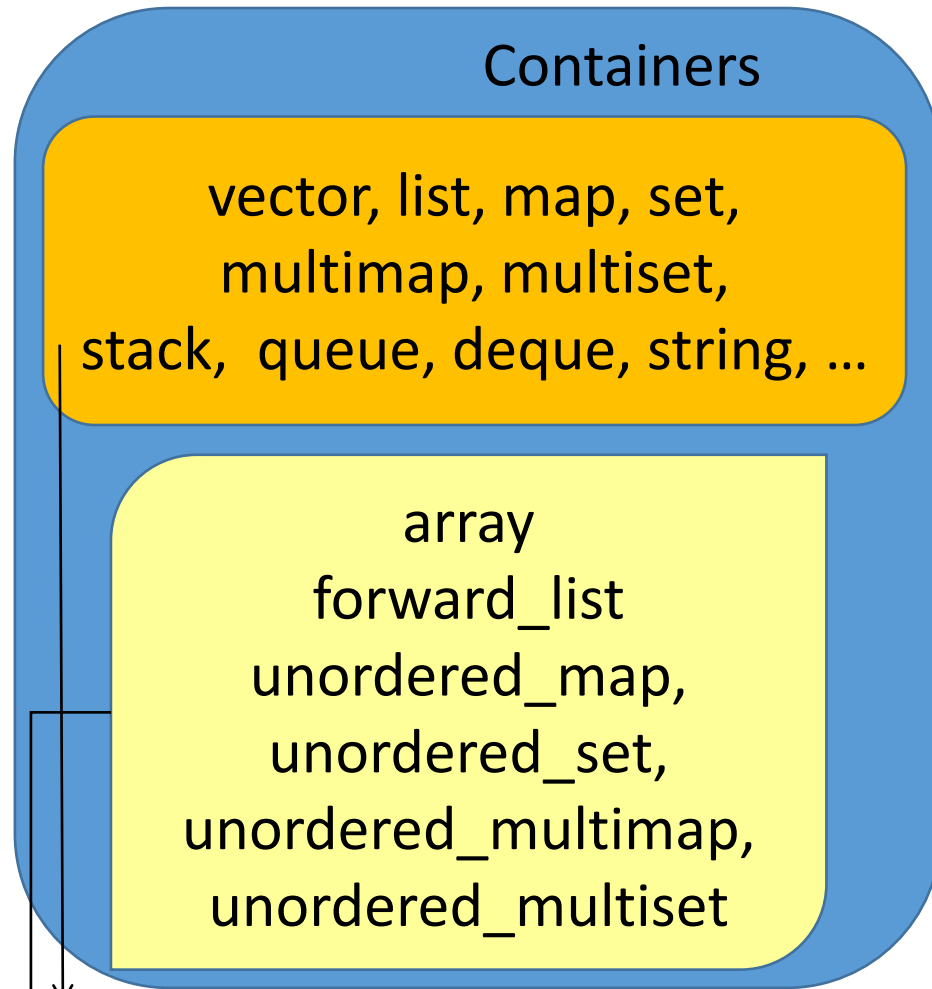 Containers
vector, list, map, set,
multimap, multiset,
stack,  queue, deque, string, …
array
forward_list
unordered_map,
unordered_set,
unordered_multimap,
unordered_multiset